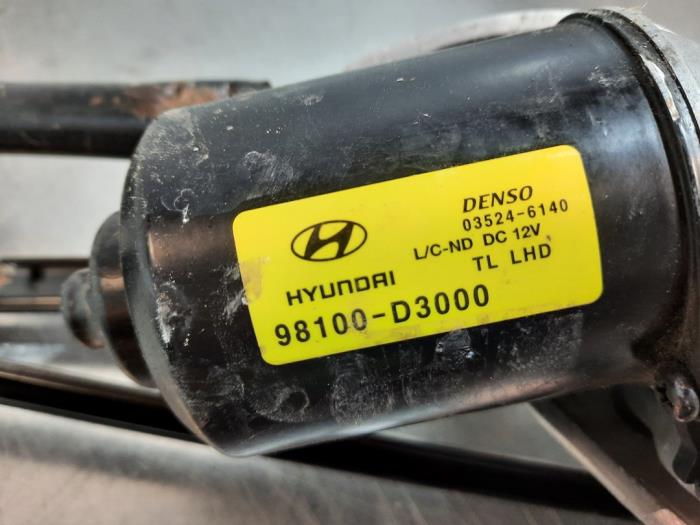 DENSO
03524-6140
L/C-ND DC 12V
TL LHD
HYUNDAI
98100-D3000